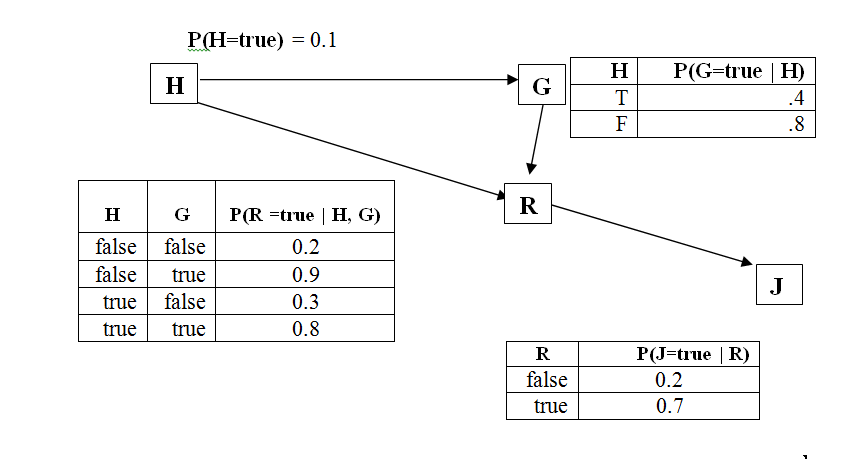 P(H=true) = 0.1
H
G
H P(G=true | H)
T .4
F .8
R
H G P(R =true | H, G)
false false 0.2
false true 0.9
true false 0.3
true true 0.8
J
R P(J=true | R)
false 0.2
true 0.7